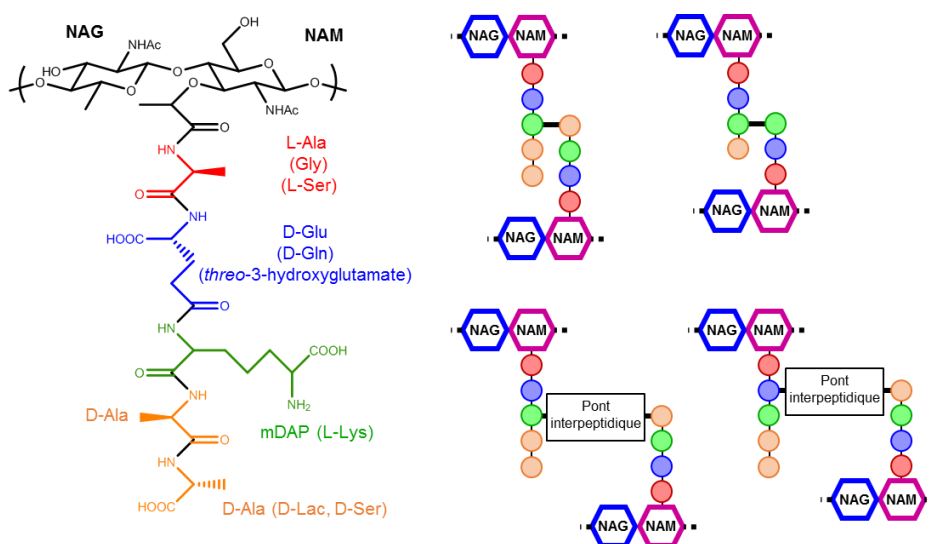 NAG
NAM
OH
NHAc
HO
O
O
O
O
O
O
NHAc
O
HN
L-Ala
(Gly)
(L-Ser)
O
NH
HOOC
D-Glu
(D-Gln)
(threo-3-hydroxyglutamate)
O
HN
COOH
O
NH
NH₂
D-Ala
mDAP (L-Lys)
O
HN
HOOC
D-Ala (D-Lac, D-Ser)
NAG NAM
NAG NAM
NAG NAM
NAG NAM
NAG NAM
Pont
interpeptidique
NAG NAM
NAG NAM
Pont
interpeptidique
NAG NAM